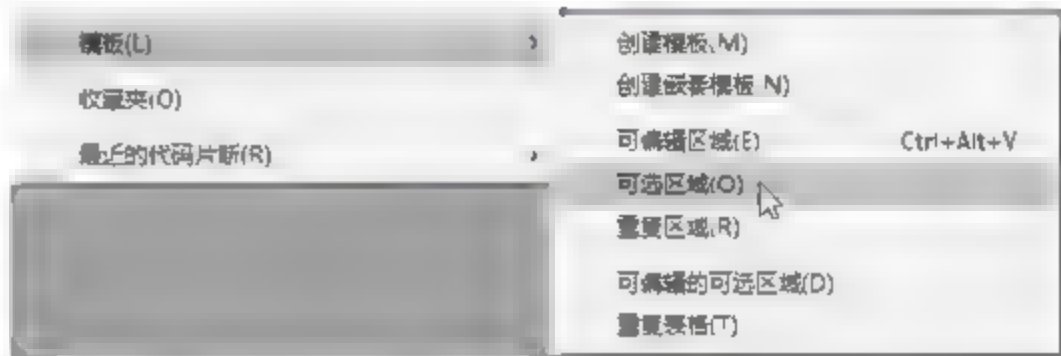 模板(L)
收藏夹(O)
最近的代码片断(R)
创建模板(M)
创建嵌套模板(N)
可编辑区域(E) Ctrl+Alt+V
可选区域(O)
重复区域(R)
可编辑的可选区域(D)
重复表格(T)